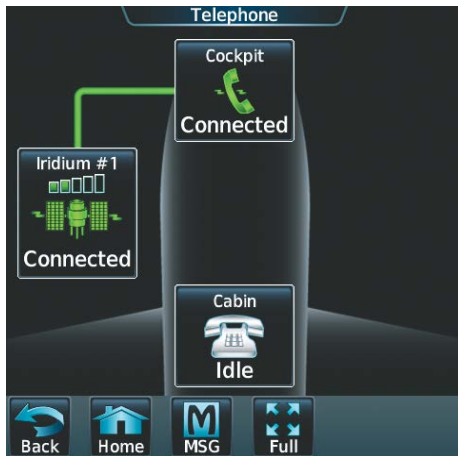 Telephone
Cockpit
Connected
Iridium #1
Connected
Cabin
Idle
Back
Home
MSG
Full